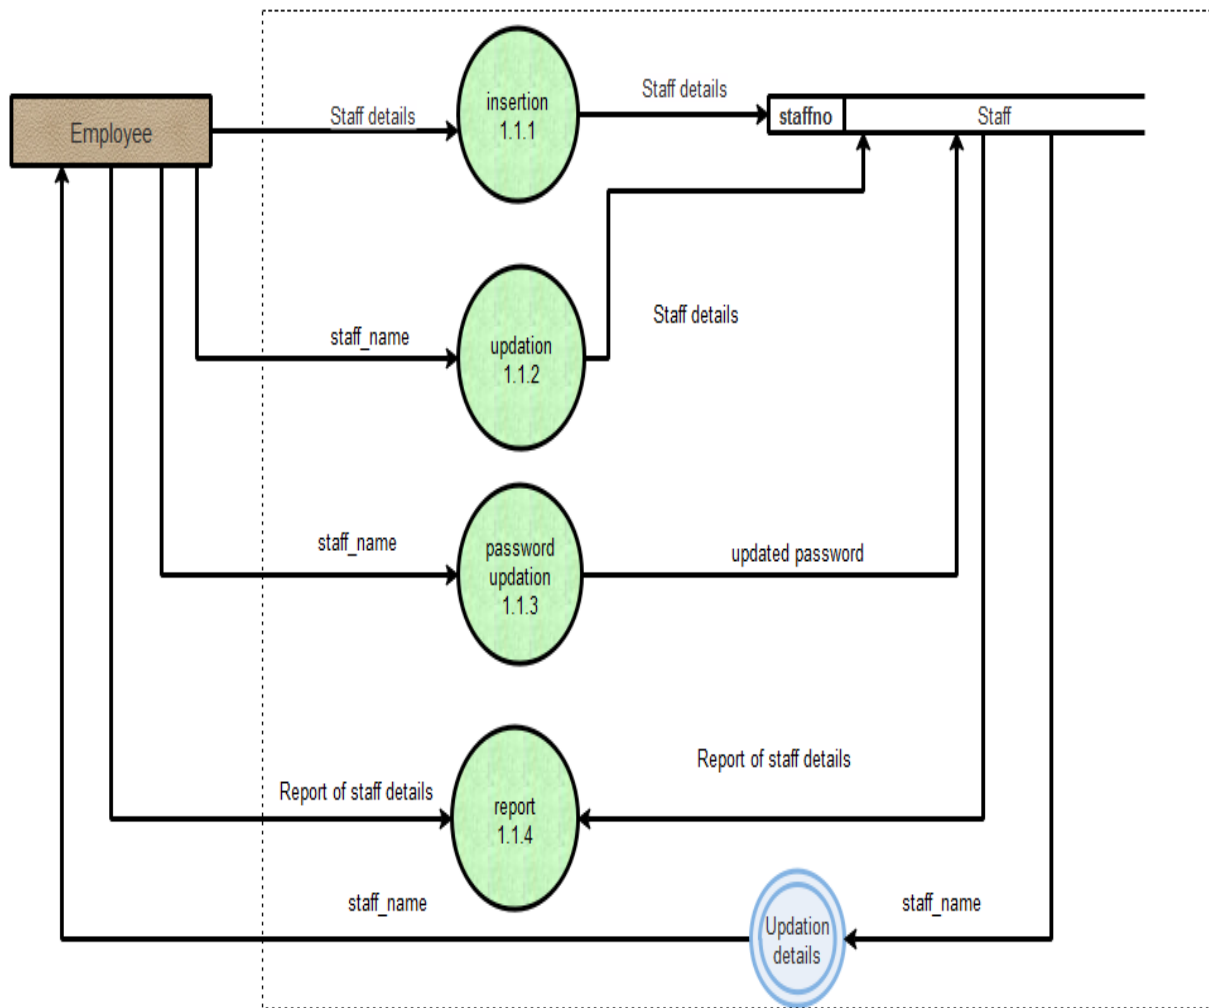 Employee
Staff details
insertion
1.1.1
Staff details
staffno
Staff
staff_name
updation
1.1.2
Staff details
staff_name
password
updation
1.1.3
updated password
Report of staff details
report
1.1.4
Report of staff details
staff_name
Updation
details
staff_name